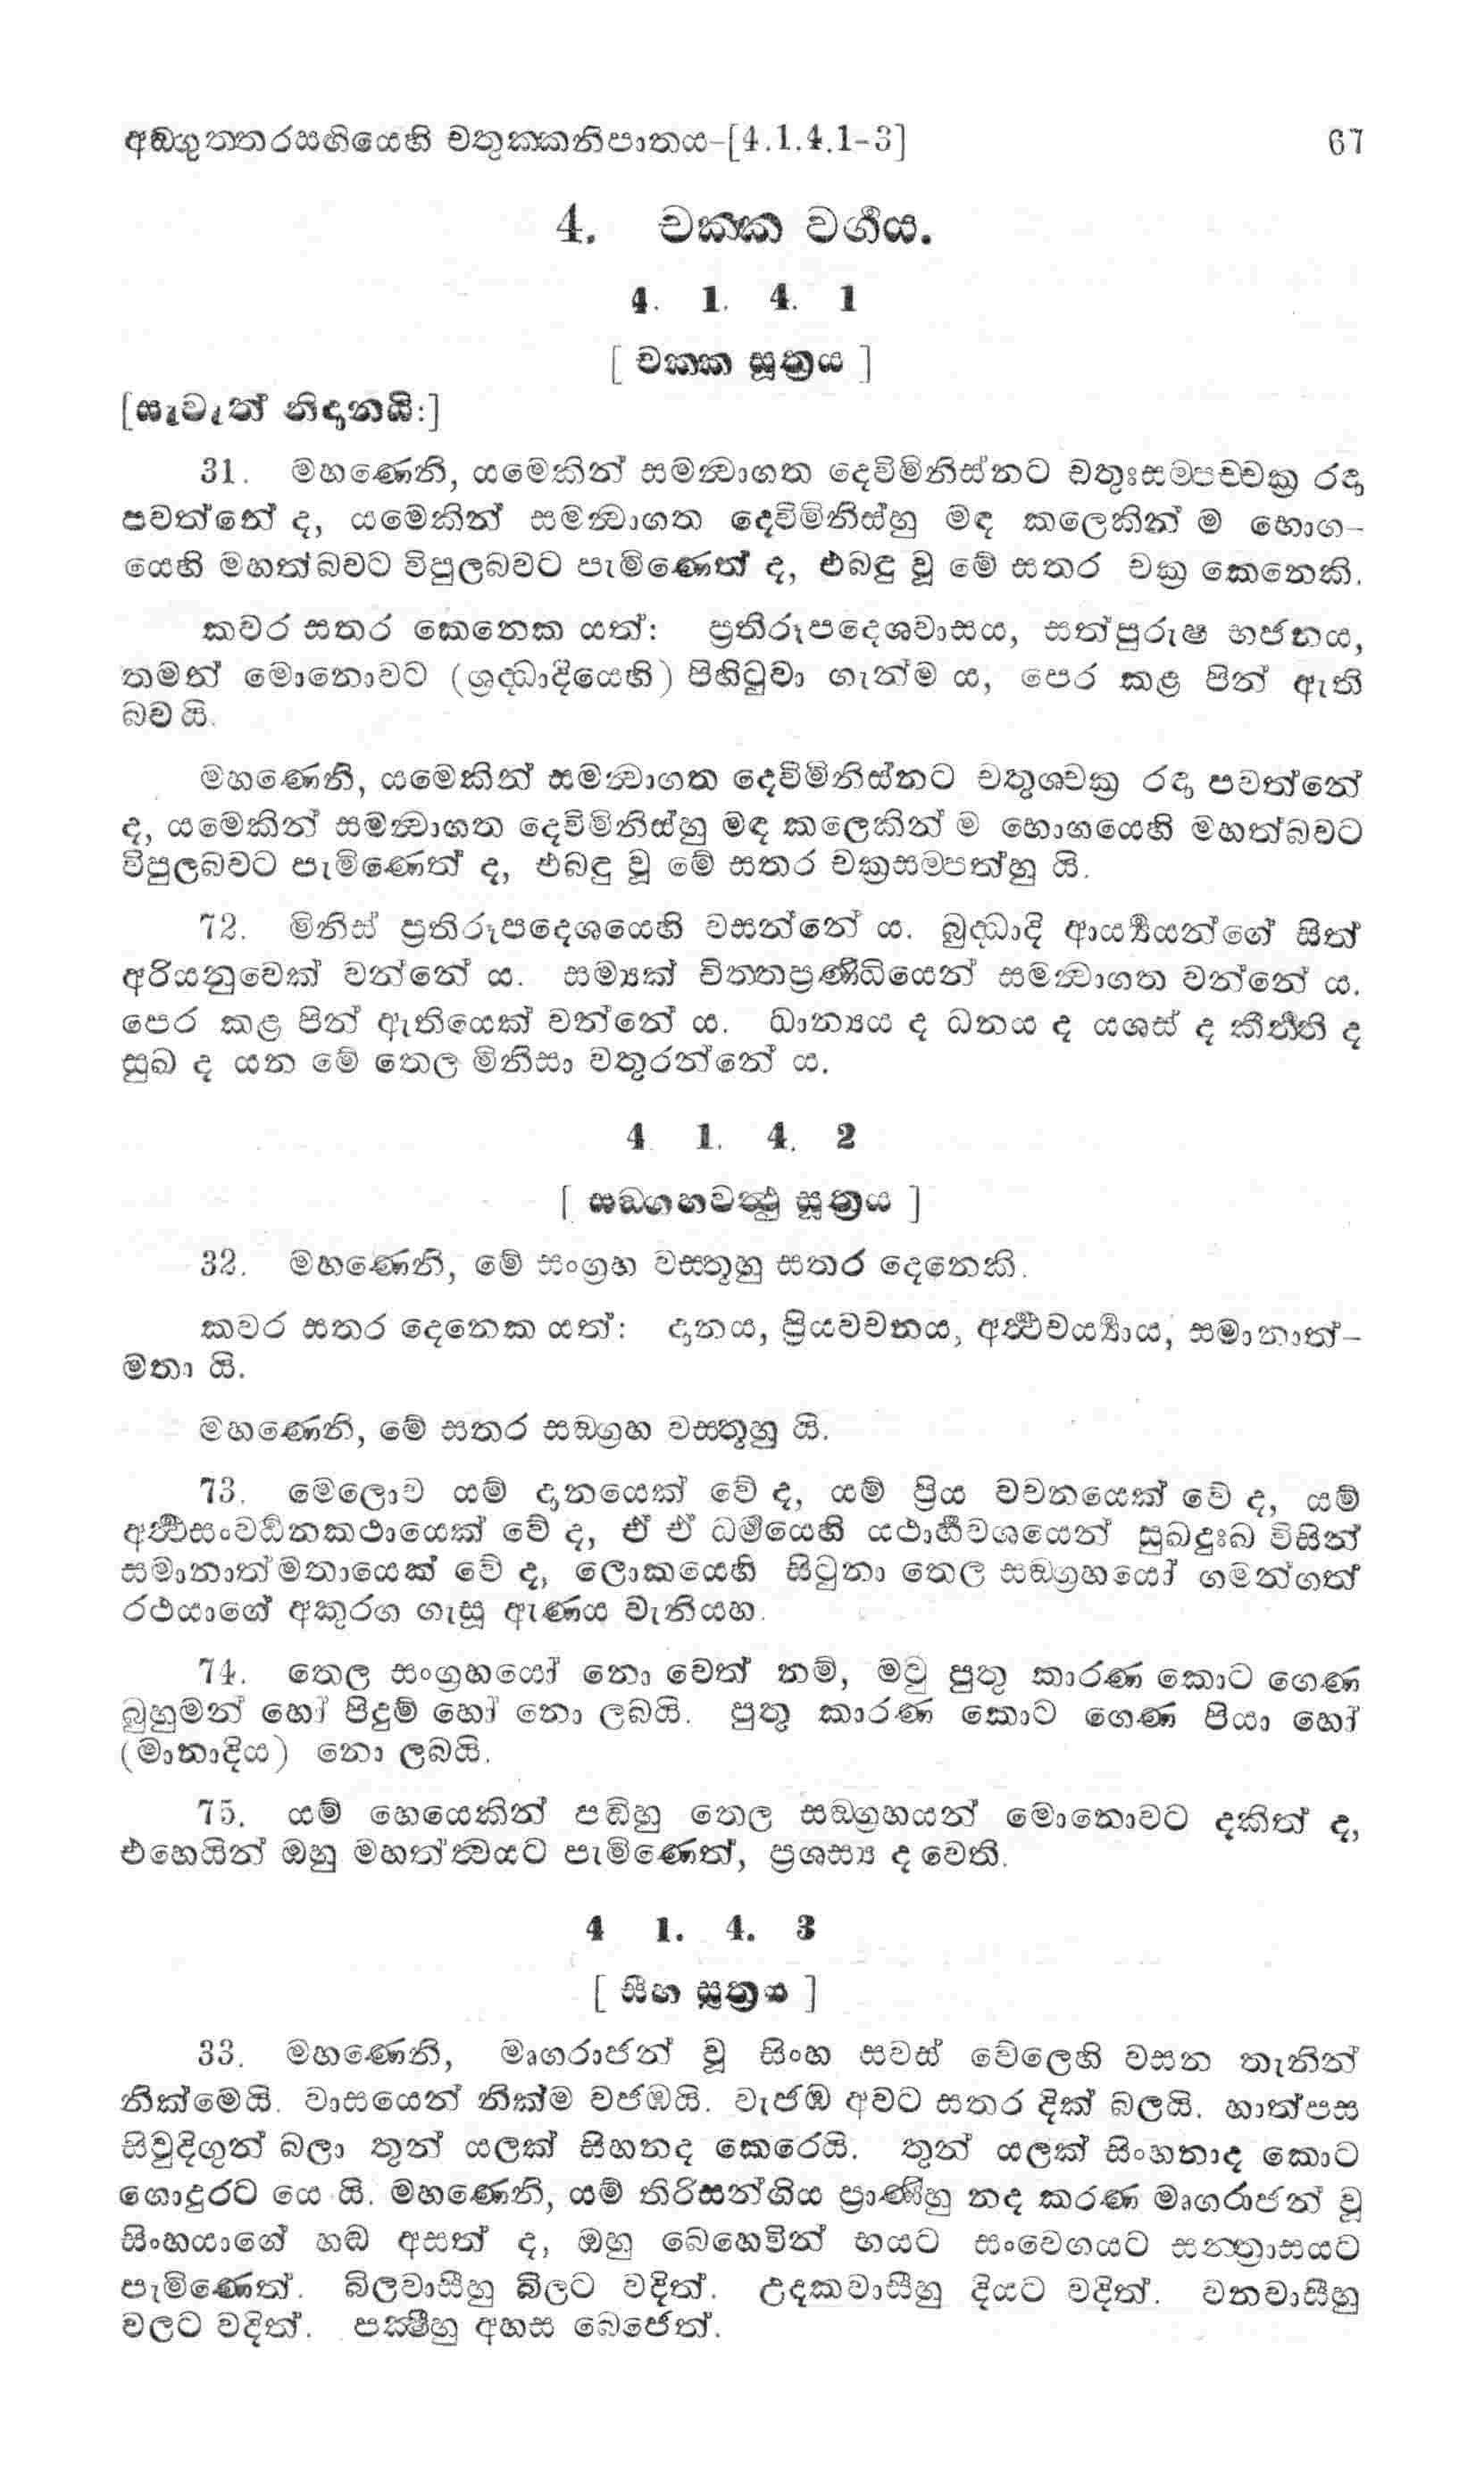 අඞ්ගුත්තරසඟියෙහි චතුක්කනිපාතය-[4.1.4.1-3] 67
4. චක්ක වර්‍ගය.
4. 1. 4. 1
[ චක්ක සූත්‍රය ]
[සැවැත් නිදානයි:]
31. මහණෙනි, යමෙකින් සමන්‍වාගත දෙව්මිනිස්නට චතුඃසම්පච්චක්‍ර රඳා
පවත්නේ ද, යමෙකින් සමන්‍වාගත දෙව්මිනිස්හු මඳ කලෙකින් ම භොග-
යෙහි මහත්බවට විපුලබවට පැමිණෙත් ද, එබඳු වූ මේ සතර චක්‍ර කෙනෙකි.
කවර සතර කෙනෙක යත්: ප්‍රතිරූපදෙශවාසය, සත්පුරුෂ භජනය,
තමන් මොනොවට (ශ්‍රද්ධාදියෙහි) පිහිටුවා ගැන්ම ය, පෙර කළ පින් ඇති
බව යි.
මහණෙනි, යමෙකින් සමන්‍වාගත දෙව්මිනිස්නට චතුශචක්‍ර රඳා පවත්නේ
ද, යමෙකින් සමන්‍වාගත දෙව්මිනිස්හු මඳ කලෙකින් ම භොගයෙහි මහත්බවට
විපුලබවට පැමිණෙත් ද, එබඳු වූ මේ සතර චක්‍රසම්පත්හු යි.
72. මිනිස් ප්‍රතිරූපදෙශයෙහි වසන්නේ ය. බුද්ධාදි ආර්‍ය්‍යයන්ගේ සිත්
අරියනුවෙක් වන්නේ ය. සම්‍යක් චිත්තප්‍රණිධියෙන් සමන්‍වාගත වන්නේ ය.
පෙර කළ පින් ඇතියෙක් වන්නේ ය. ධාන්‍යය ද ධනය ද යශස් ද කීර්‍ත්ති ද
සුඛ ද යන මේ තෙල මිනිසා වතුරන්නේ ය.
4 1. 4. 2
[ සඞ්ගහවත්ථු සූත්‍රය ]
32. මහණෙනි, මේ සංග්‍රහ වස්තූහු සතර දෙනෙකි.
කවර සතර දෙනෙක යත්: දානය, ප්‍රියවචනය, අර්‍ත්ථචර්‍ය්‍යාය, සමානාත්-
මතා යි.
මහණෙනි, මේ සතර සඞ්ග්‍රහ වස්තූහු යි.
73. මෙලොව යම් දානයෙක් වේ ද, යම් ප්‍රිය වචනයෙක් වේ ද, යම්
අර්‍ත්ථසංවර්‍ධනකථායෙක් වේ ද, ඒ ඒ ධර්‍මයෙහි යථාර්‍හවශයෙන් සුඛදුඃඛ විසින්
සමානාත්මතායෙක් වේ ද, ලොකයෙහි සිටුනා තෙල සඞ්ග්‍රහයෝ ගමන්ගත්
රථයාගේ අකුරග ගැසූ ඇණය වැනියහ.
74. තෙල සංග්‍රහයෝ නො වෙත් නම්, මවු පුතු කාරණ කොට ගෙණ
බුහුමන් හෝ පිදුම් හෝ නො ලබයි. පුතු කාරණ කොට ගෙණ පියා හෝ
(මානාදිය) නො ලබයි.
75. යම් හෙයෙකින් පඬිහු තෙල සඞ්ග්‍රහයන් මොනොවට දකිත් ද,
එහෙයින් ඔහු මහත්ත්‍වයට පැමිණෙත්, ප්‍රශස්‍ය ද වෙති.
4 1. 4. 3
[ සීහ සූත්‍රය ]
33. මහණෙනි, මෘගරාජන් වූ සිංහ සවස් වේලෙහි වසන තැනින්
නික්මෙයි. වාසයෙන් නික්ම වජඹයි. වැජඹ අවට සතර දික් බලයි. හාත්පස
සිවුදිගුන් බලා තුන් යලක් සිහනද කෙරෙයි. තුන් යලක් සිංහනාද කොට
ගොදුරට යෙ යි. මහණෙනි, යම් තිරිසන්ගිය ප්‍රාණීහු නද කරණ මෘගරාජන් වූ
සිංහයාගේ හඬ අසත් ද, ඔහු බෙහෙවින් භයට සංවෙගයට සන්ත්‍රාසයට
පැමිණෙත්. බිලවාසීහු බිලට වදිත්. උදකවාසීහු දියට වදිත්. වනවාසීහු
වලට වදිත්. පක්‍ෂීහු අහස බෙජෙත්.